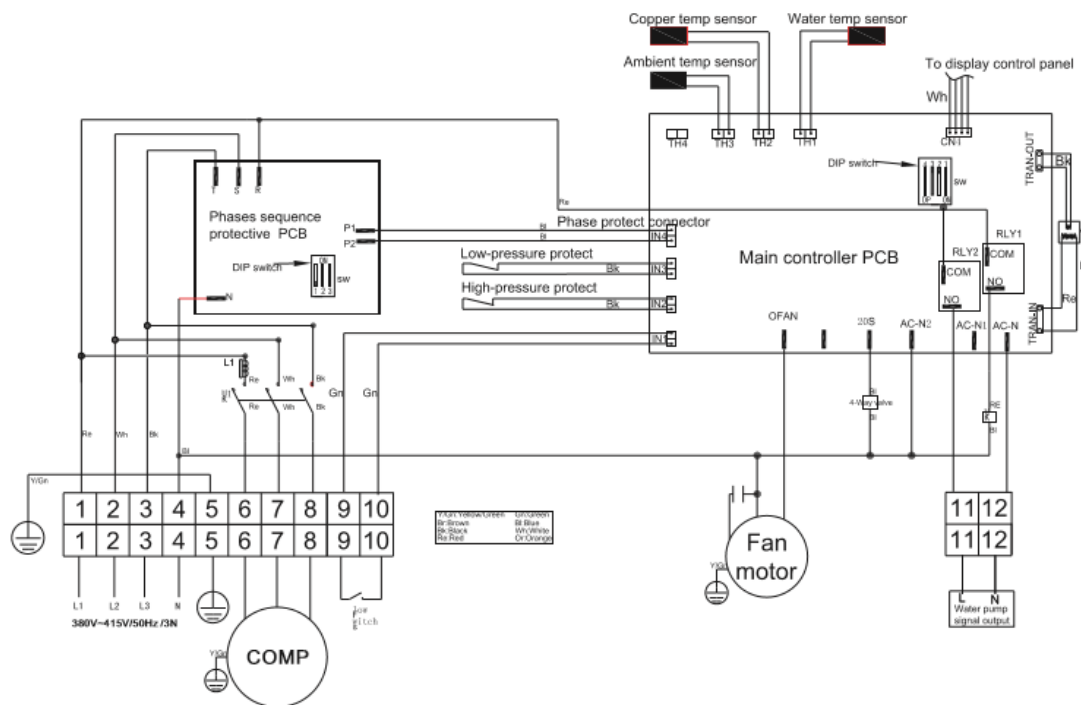 Copper temp sensor
Water temp sensor
Ambient temp sensor
To display control panel
Wh
TH4
TH3
TH2
TH1
CN-I
TRAN-OUT
Bk
DIP switch
SW
ON
T
S
R
Re
Phases sequence
protective PCB
P1
P2
Bl
Bl
Phase protect connector
IN4
DIP switch
ON
1 2 3
SW
N
Low-pressure protect
Bk
IN3
High-pressure protect
Bk
IN2
IN1
Main controller PCB
RLY1
RLY2
COM
COM
NO
NO
Re
TRAN-IN
OFAN
20S
AC-N2
AC-N1
AC-N
L1
Re
Wh
Bk
Re
Wh
Bk
Gn
Gn
Re
Wh
Bk
Bl
Bl
4-Way valve
Bl
RE
Bl
Y/Gn
1 2 3 4 5 6 7 8 9 10
1 2 3 4 5 6 7 8 9 10
11 12
11 12
Y/Gn:Yellow/Green Gn:Green
Br:Brown Bl:Blue
Bk:Black Wh:White
Re:Red Or:Orange
Fan
motor
Y/Gn
L1
L2
L3
N
380V~415V/50Hz /3N
COMP
Y/Gn
L
N
Water pump
signal output